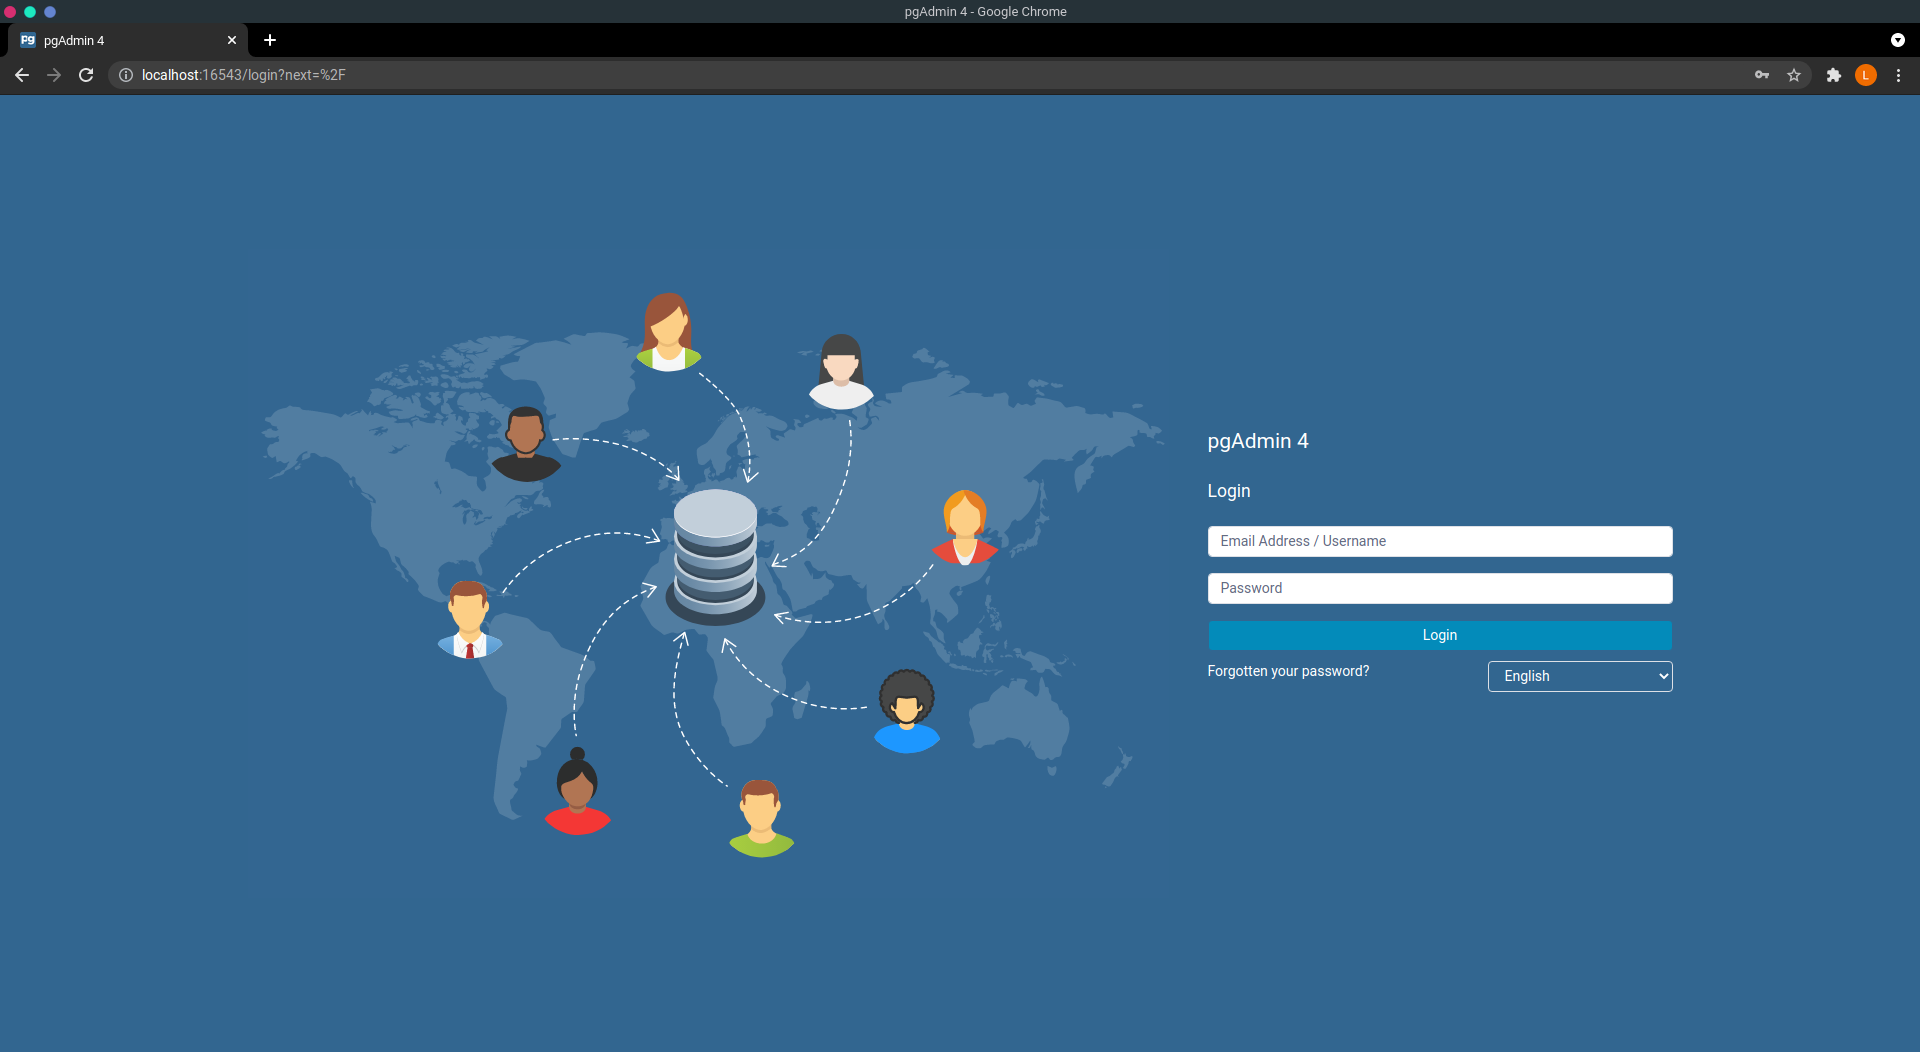 pgAdmin 4 - Google Chrome
pg pgAdmin 4
localhost:16543/login?next=%2F
L
pgAdmin 4
Login
Email Address / Username
Password
Login
Forgotten your password?
English